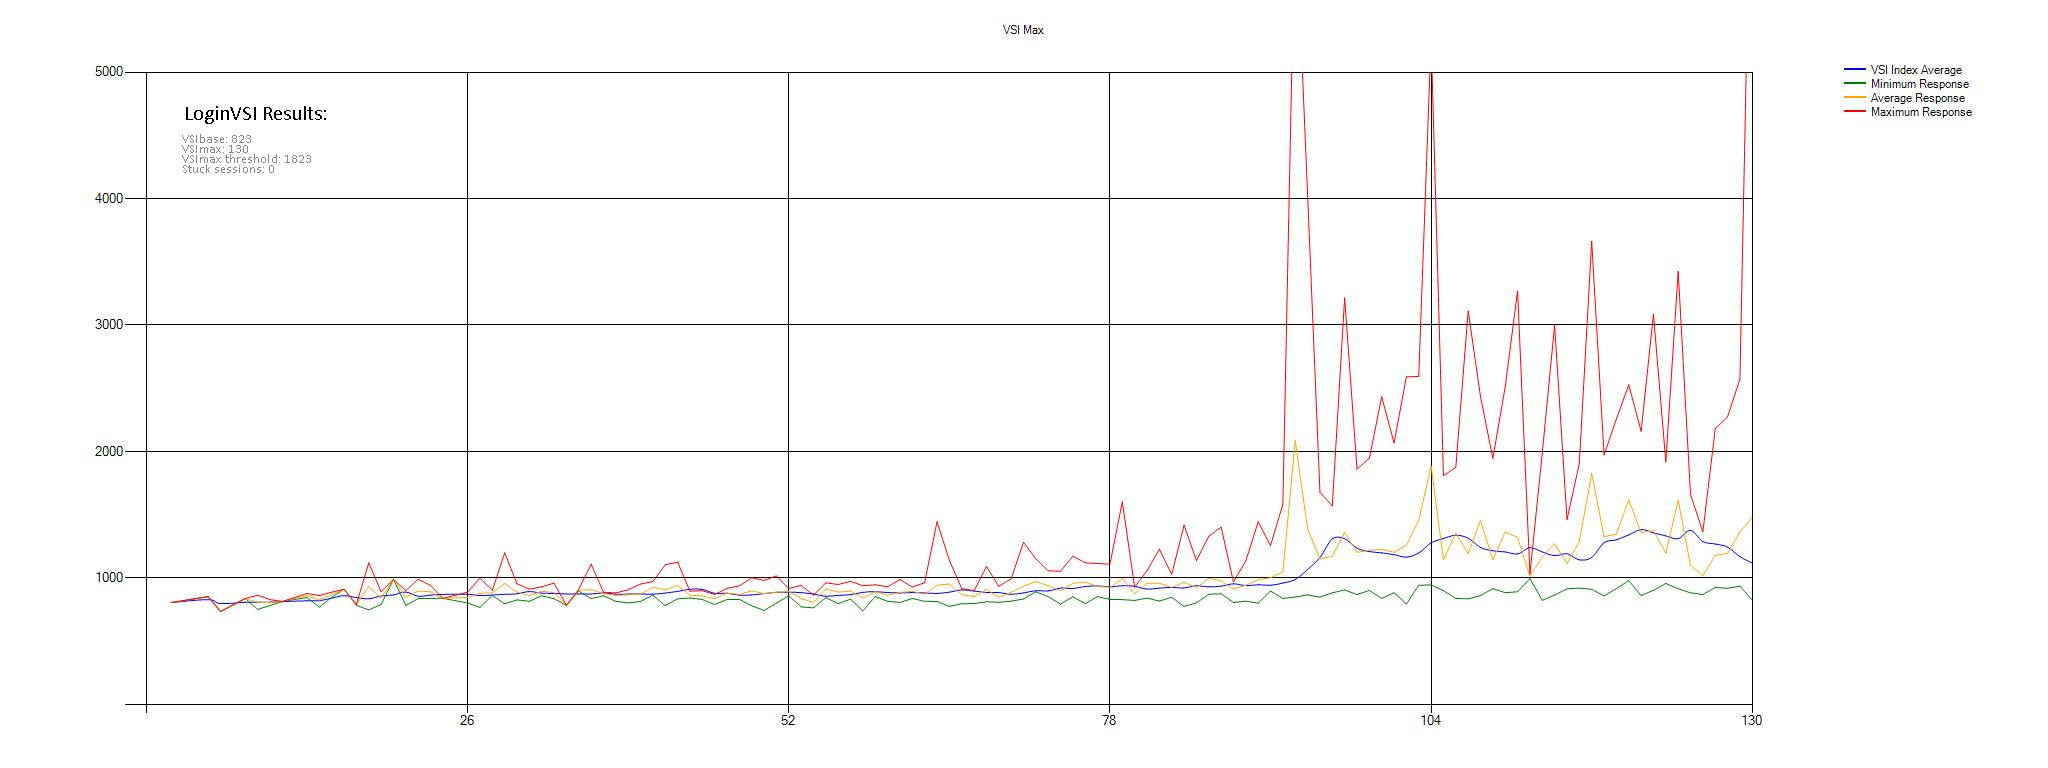 VSI Max
5000
4000
3000
2000
1000
26
52
78
104
130
LoginVSI Results:
VSIbase: 823
VSImax: 130
VSImax threshold: 1823
Stuck sessions: 0
VSI Index Average
Minimum Response
Average Response
Maximum Response